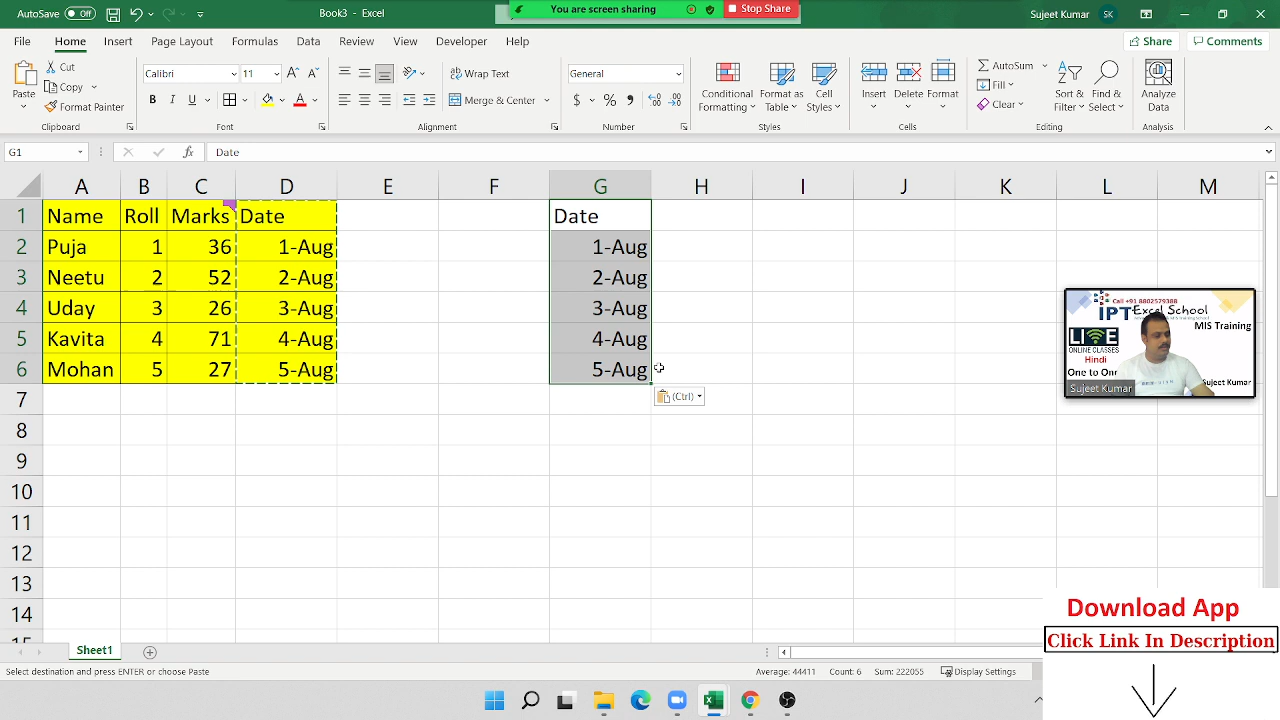 AutoSave Off Book3 - Excel You are screen sharing Stop Share Sujeet Kumar SK
File Home Insert Page Layout Formulas Data Review View Developer Help Share Comments
Paste Cut Copy Format Painter
Calibri 11
B I U
Wrap Text
Merge & Center
General
$ %
Conditional Formatting
Format as Table
Cell Styles
Insert Delete Format
AutoSum
Fill
Clear
Sort & Filter
Find & Select
Analyze Data
Clipboard Font Alignment Number Styles Cells Editing Analysis
G1 fx Date
A B C D E F G H I J K L M
1 Name Roll Marks Date Date
2 Puja 1 36 1-Aug 1-Aug
3 Neetu 2 52 2-Aug 2-Aug
4 Uday 3 26 3-Aug 3-Aug
5 Kavita 4 71 4-Aug 4-Aug
6 Mohan 5 27 5-Aug 5-Aug
(Ctrl)
7
8
9
10
11
12
13
14
15
Call +91 8802579388
IPT Excel School
MIS Training
LIVE
ONLINE CLASSES
Hindi
One to One
Sujeet Kumar
Sujeet Kumar
Download App
Click Link In Description
Sheet1
Select destination and press ENTER or choose Paste Average: 44411 Count: 6 Sum: 222055 Display Settings